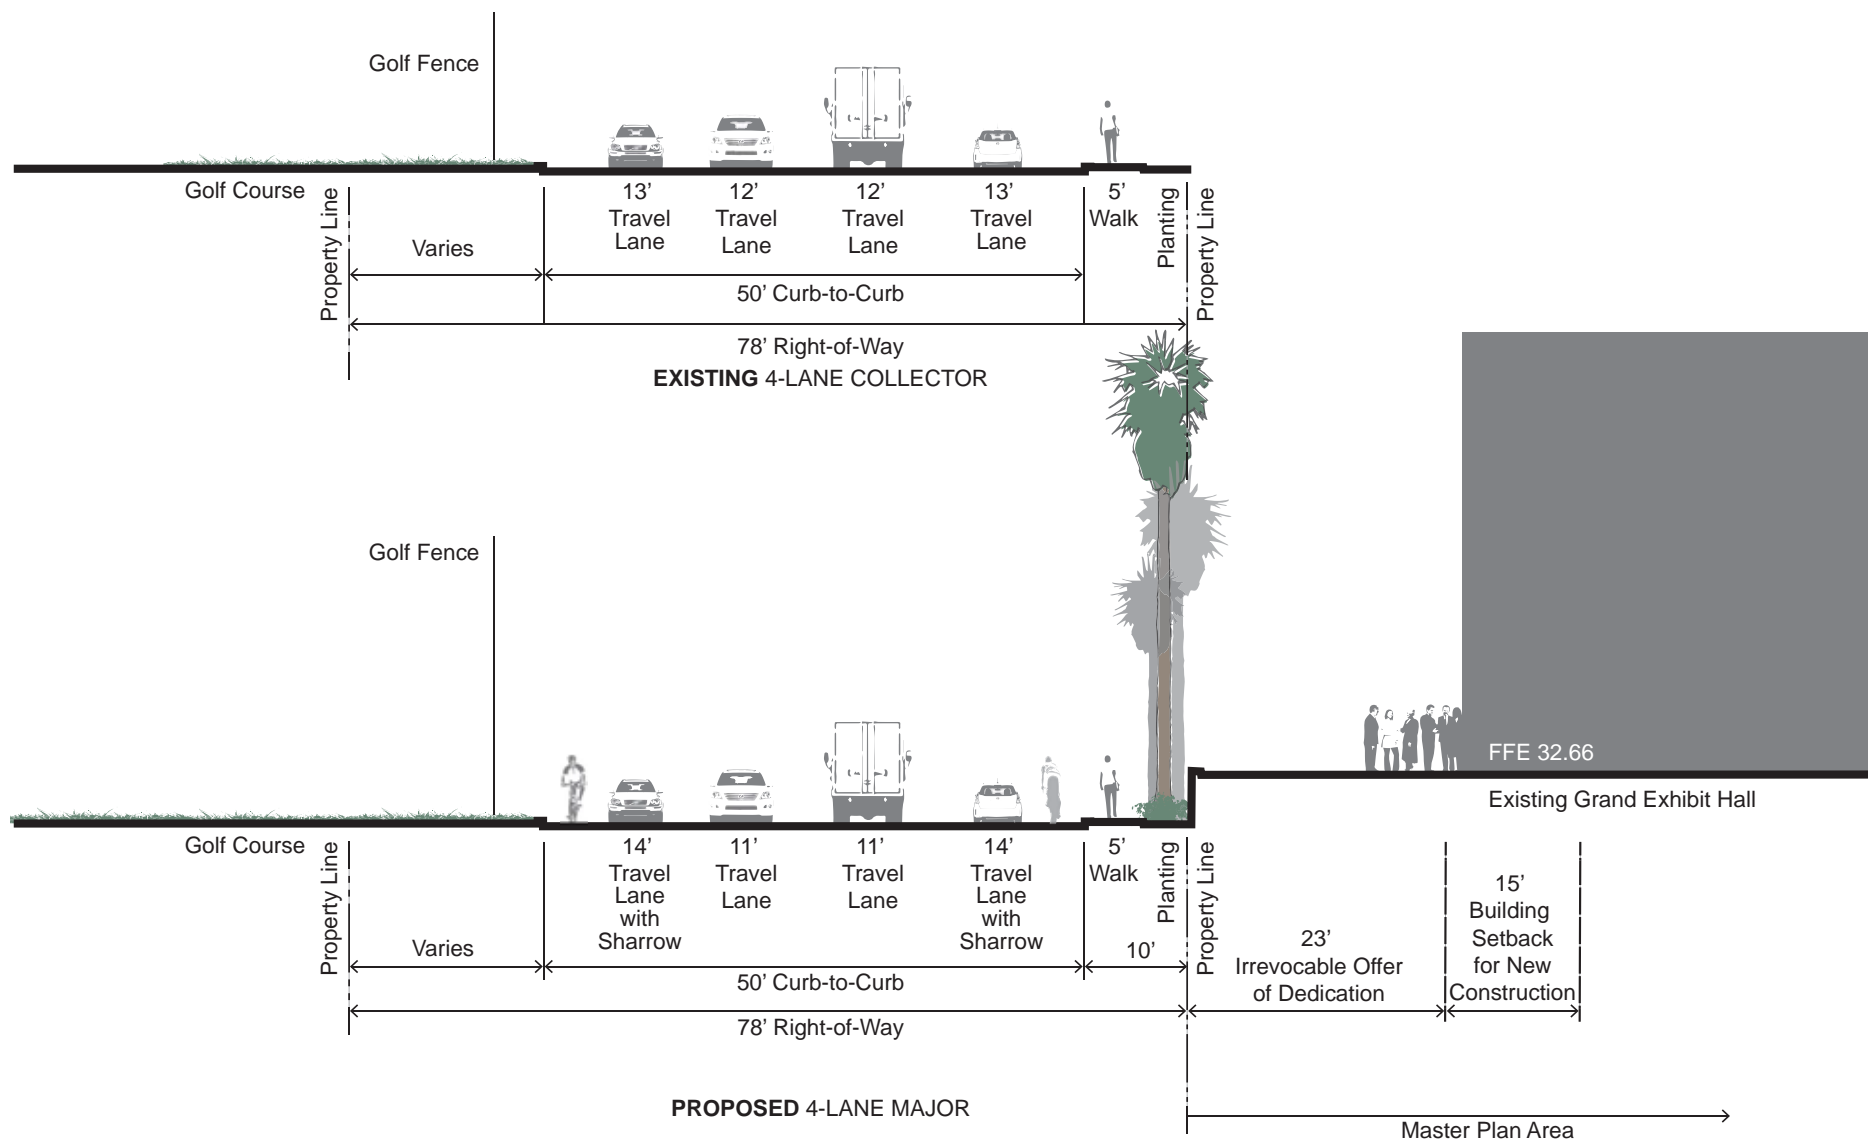 Golf Fence
Golf Course
Property Line
Varies
13’
Travel
Lane
12’
Travel
Lane
12’
Travel
Lane
13’
Travel
Lane
5’
Walk
Planting
Property Line
50’ Curb-to-Curb
78’ Right-of-Way
EXISTING 4-LANE COLLECTOR
Golf Fence
FFE 32.66
Existing Grand Exhibit Hall
Golf Course
Property Line
Varies
14’
Travel
Lane
with
Sharrow
11’
Travel
Lane
11’
Travel
Lane
14’
Travel
Lane
with
Sharrow
5’
Walk
Planting
10’
Property Line
23’
Irrevocable Offer
of Dedication
15’
Building
Setback
for New
Construction
50’ Curb-to-Curb
78’ Right-of-Way
PROPOSED 4-LANE MAJOR
Master Plan Area